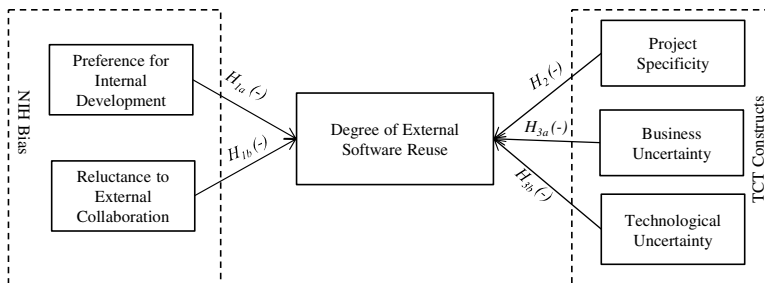 NIH Bias
Preference for
Internal
Development
Reluctance to
External
Collaboration
H1a(-)
H1b(-)
Degree of External
Software Reuse
H2(-)
H3a(-)
H3b(-)
Project
Specificity
Business
Uncertainty
Technological
Uncertainty
TCT Constructs